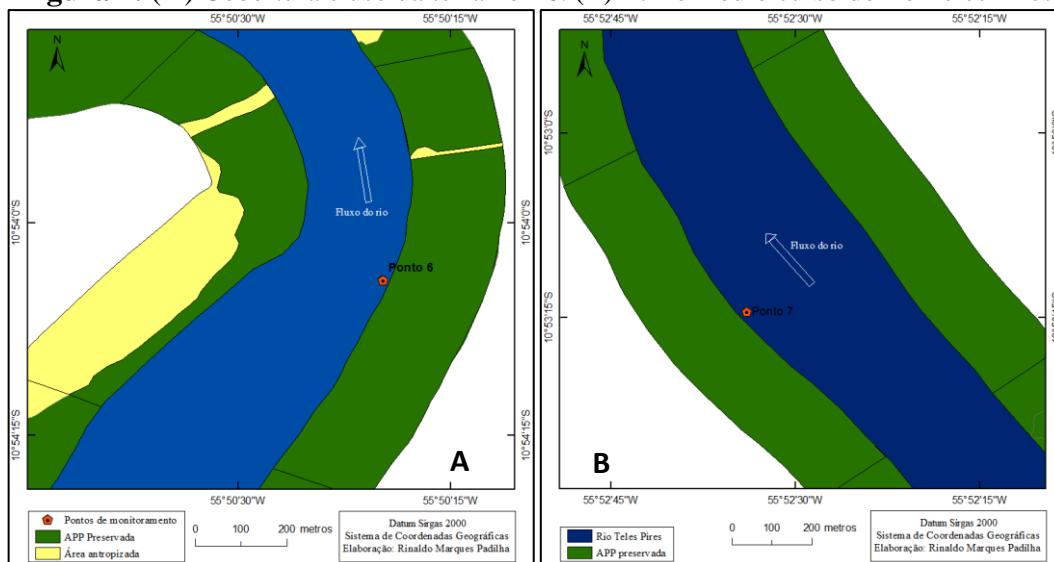 N
55°50'30"W 55°50'15"W
10°54'0"S
10°54'15"S
Fluxo do rio
Ponto 6
A
55°50'30"W 55°50'15"W
Pontos de monitoramento
APP Preservada
Área antropizada
0 100 200 metros
Datum Sirgas 2000
Sistema de Coordenadas Geográficas
Elaboração: Rinaldo Marques Padilha
N
55°52'45"W 55°52'30"W 55°52'15"W
10°53'0"S
10°53'15"S
10°53'0"S
Fluxo do rio
Ponto 7
B
55°52'45"W 55°52'30"W 55°52'15"W
Rio Teles Pires
APP preservada
0 100 200 metros
Datum Sirgas 2000
Sistema de Coordenadas Geográficas
Elaboração: Rinaldo Marques Padilha